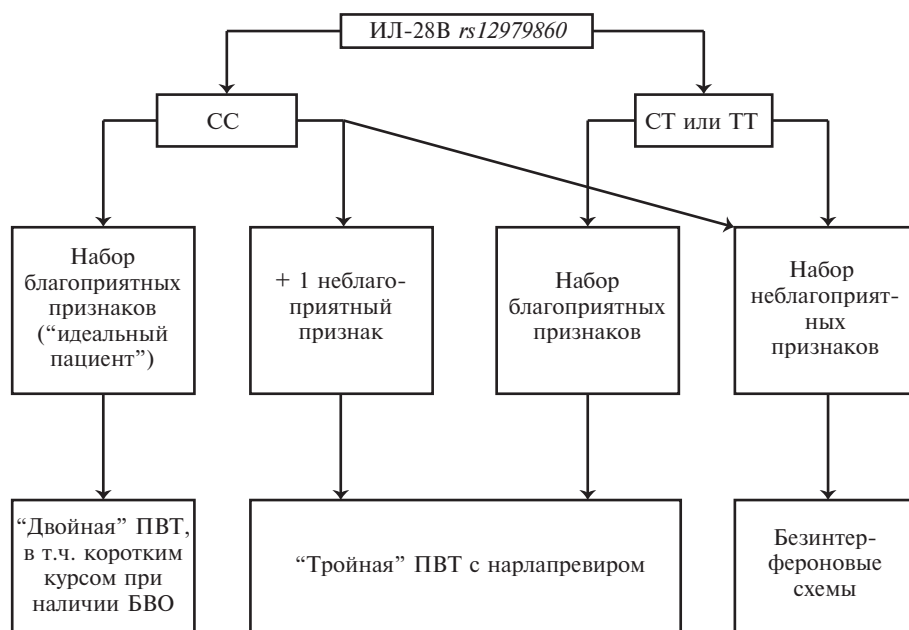 ИЛ-28В rs12979860
СС
СТ или ТТ
Набор
благоприятных
признаков
(“идеальный
пациент”)
+ 1 неблаго-
приятный
признак
Набор
благоприятных
признаков
Набор
неблагоприят-
ных
признаков
“Двойная” ПВТ,
в т.ч. коротким
курсом при
наличии БВО
“Тройная” ПВТ с нарлапревиром
Безинтер-
фероновые
схемы